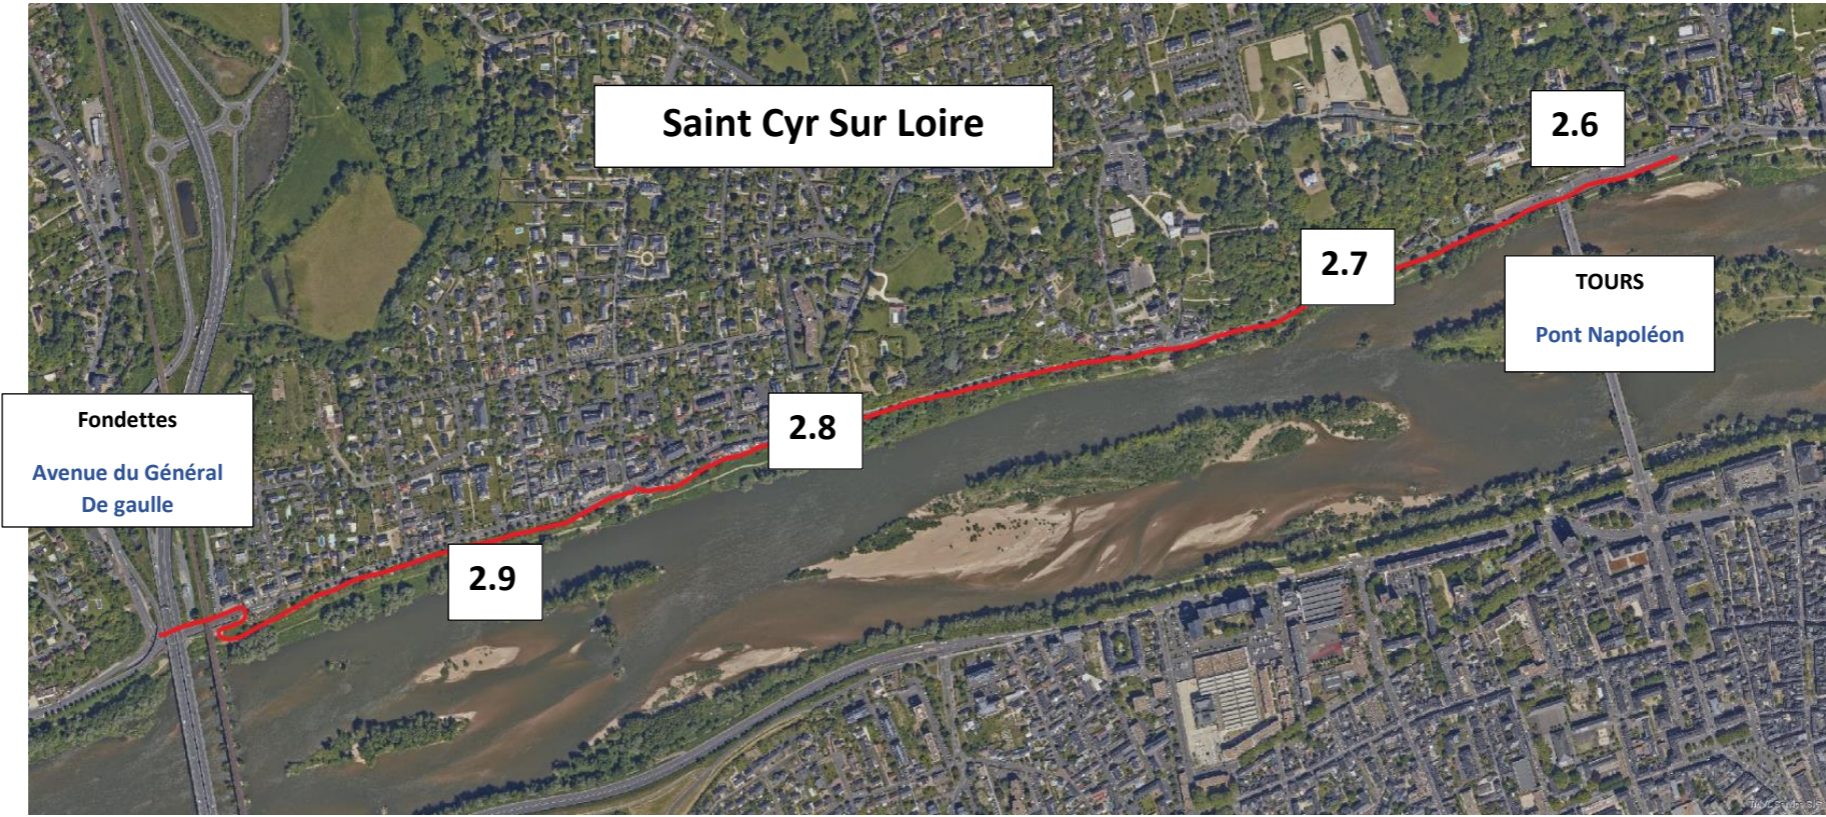 Saint Cyr Sur Loire
2.6
2.7
TOURS
Pont Napoléon
2.8
Fondettes
Avenue du Général
De gaulle
2.9